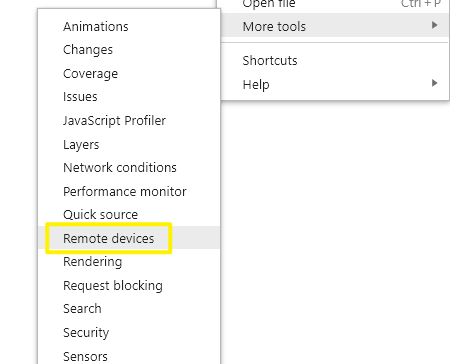 Open file Ctrl + P
More tools
Shortcuts
Help
Animations
Changes
Coverage
Issues
JavaScript Profiler
Layers
Network conditions
Performance monitor
Quick source
Remote devices
Rendering
Request blocking
Search
Security
Sensors